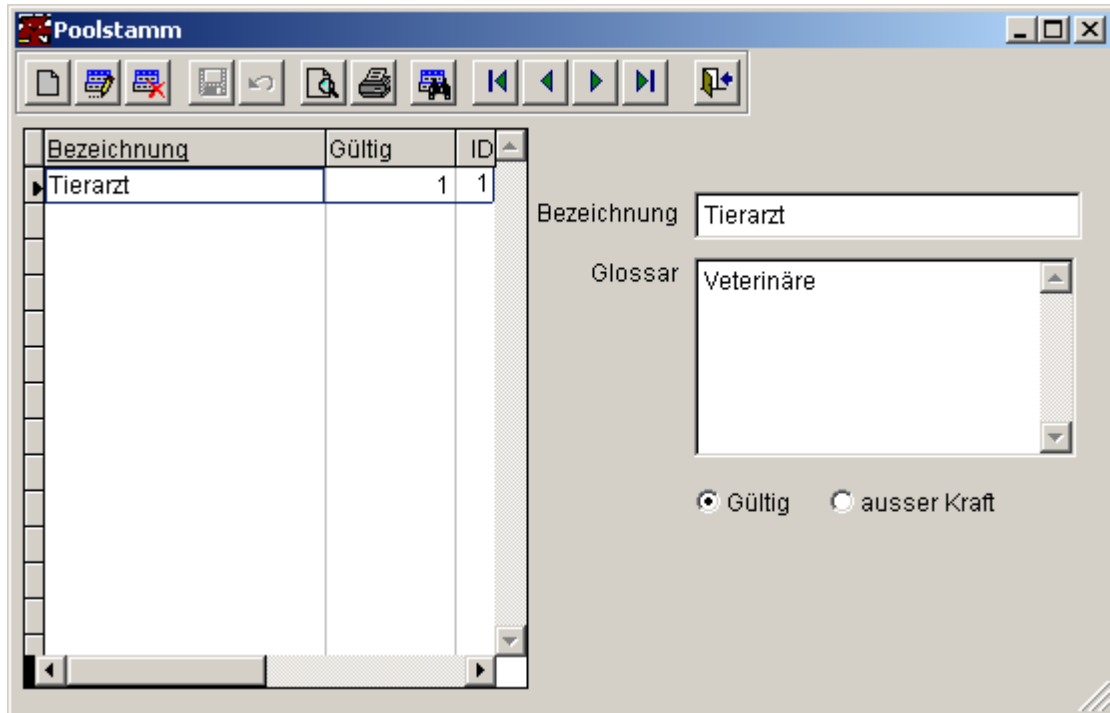 Poolstamm
Bezeichnung Gültig ID
Tierarzt 1 1
Bezeichnung Tierarzt
Glossar Veterinäre
Gültig ausser Kraft